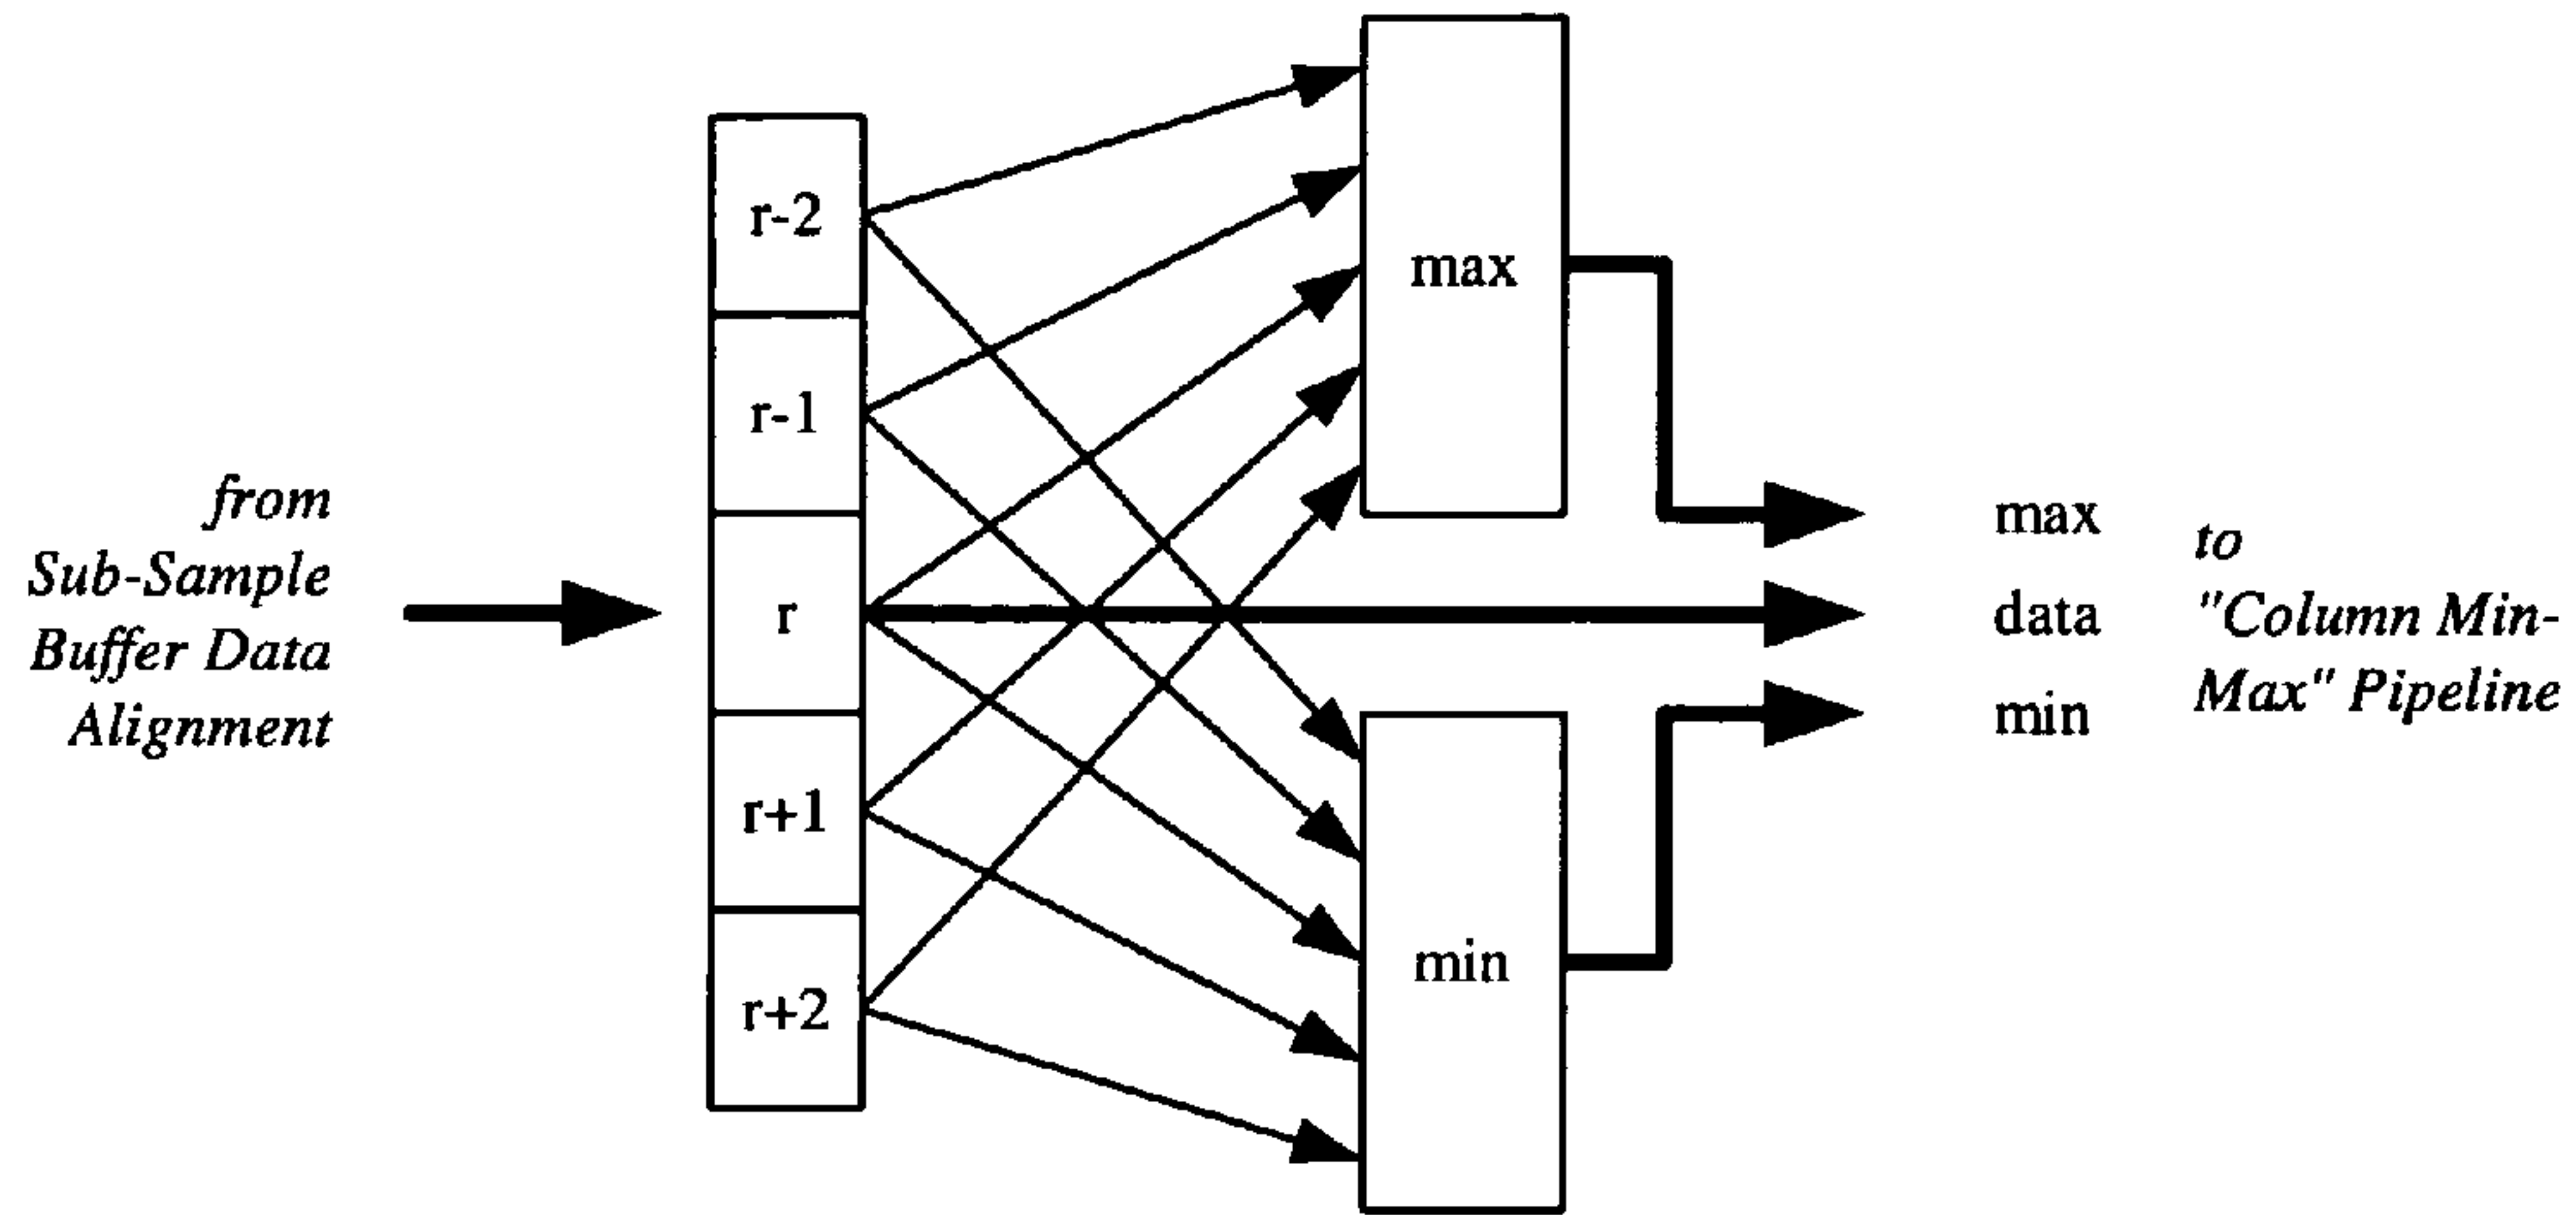 from
Sub-Sample
Buffer Data
Alignment
r-2
r-1
r
r+1
r+2
max
min
max
data
min
to
"Column Min-
Max" Pipeline